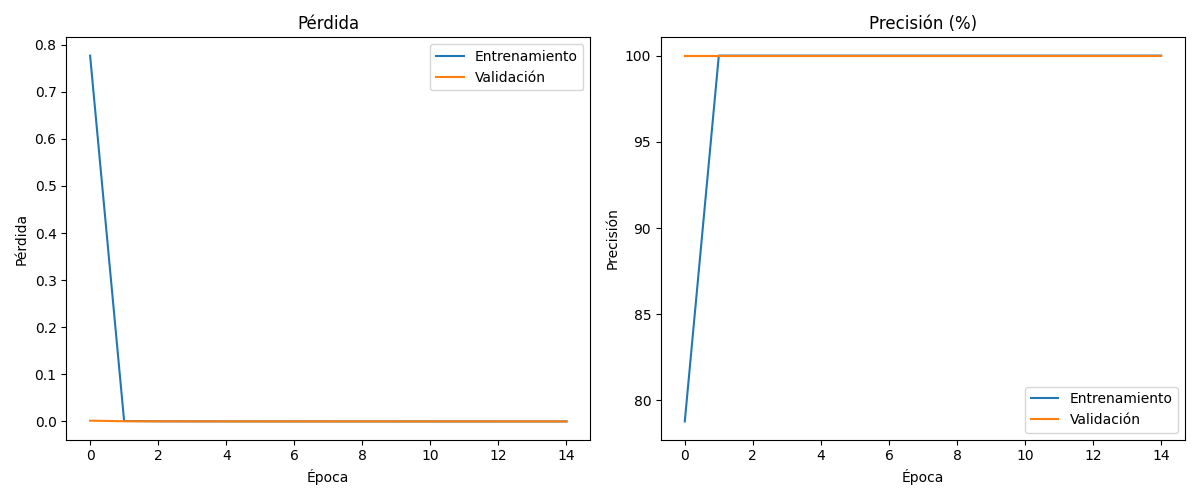 Pérdida
0.8
0.7
0.6
0.5
0.4
0.3
0.2
0.1
0.0
Pérdida
0 2 4 6 8 10 12 14
Época
Entrenamiento
Validación
Precisión (%)
100
95
90
85
80
Precisión
0 2 4 6 8 10 12 14
Época
Entrenamiento
Validación